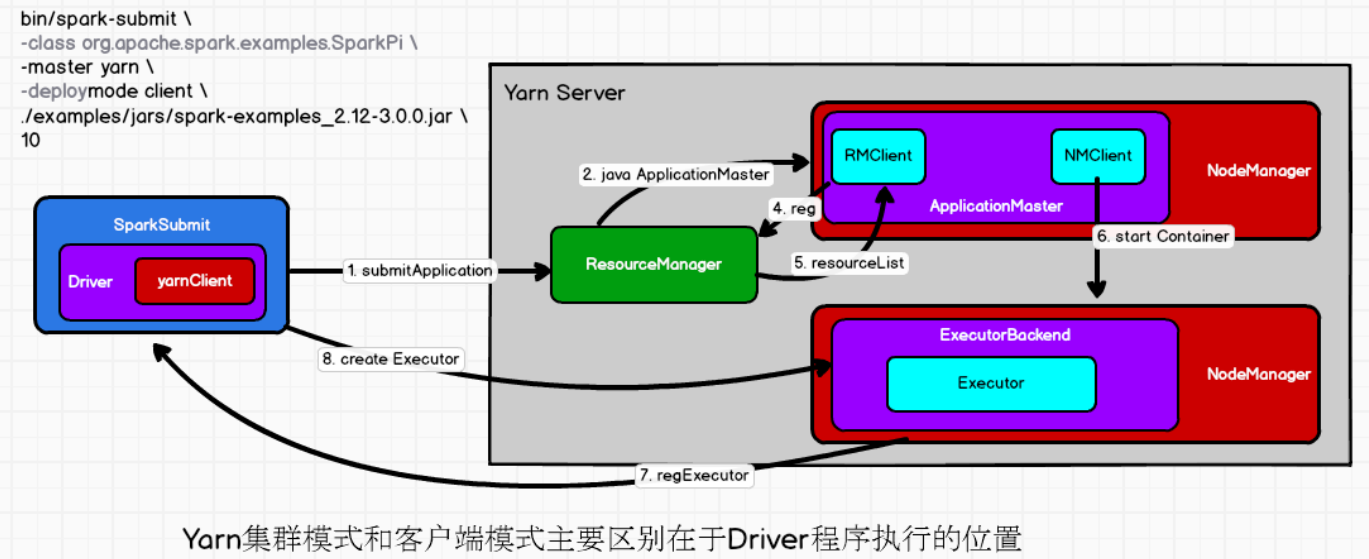 bin/spark-submit \
-class org.apache.spark.examples.SparkPi \
-master yarn \
-deploymode client \
./examples/jars/spark-examples_2.12-3.0.0.jar \
10
Yarn Server
SparkSubmit
Driver
yarnClient
1. submitApplication
ResourceManager
2. java ApplicationMaster
RMClient
NMClient
ApplicationMaster
NodeManager
4. reg
5. resourceList
6. start Container
ExecutorBackend
Executor
NodeManager
8. create Executor
7. regExecutor
Yarn集群模式和客户端模式主要区别在于Driver程序执行的位置